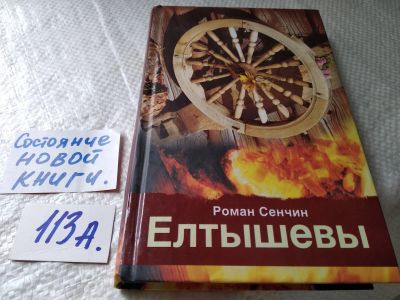 Состояние
новой
книги.
113А.
Роман Сенчин
Елтышевы